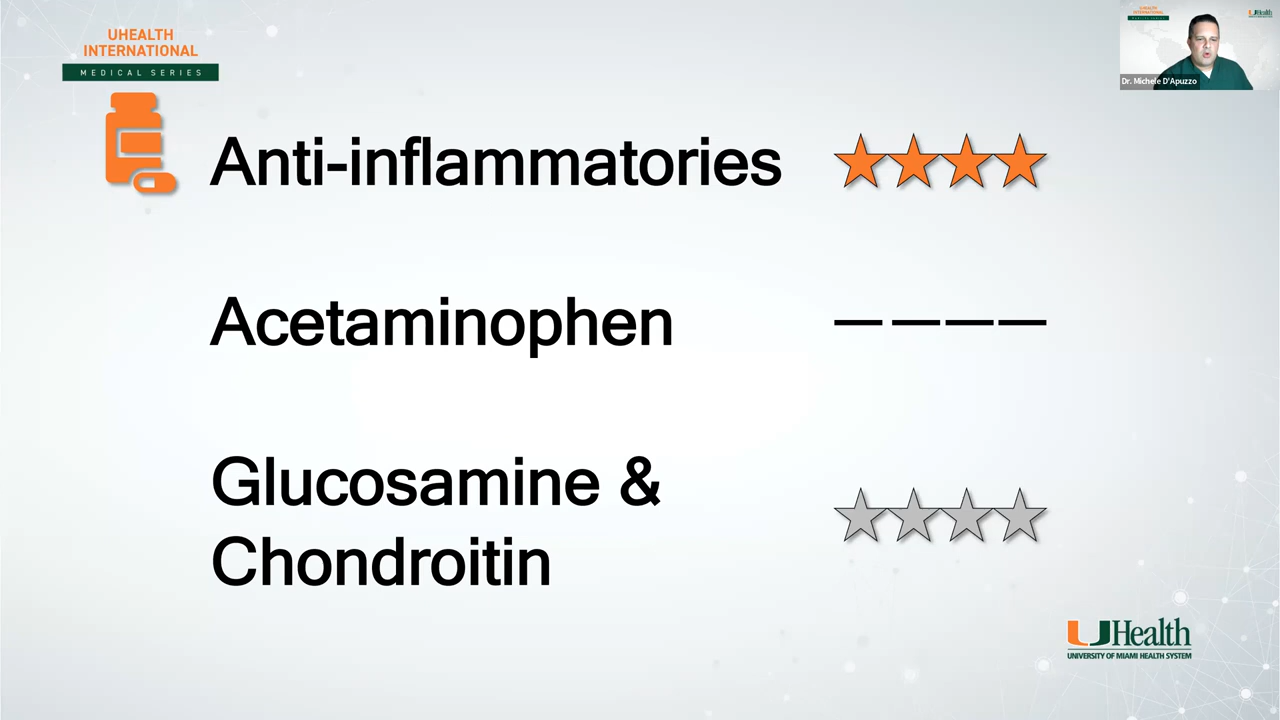 UHEALTH
INTERNATIONAL
MEDICAL SERIES
Dr. Michele D'Apuzzo
Anti-inflammatories
Acetaminophen
Glucosamine &
Chondroitin
UHealth
UNIVERSITY OF MIAMI HEALTH SYSTEM